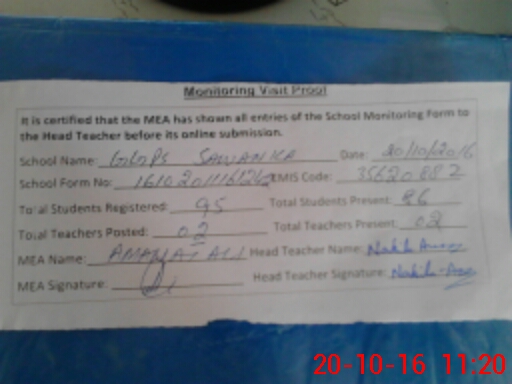 Monitoring Visit Proof
It is certified that the MEA has shown all entries of the School Monitoring Form to
the Head Teacher before its online submission.
School Name: GGPS SAWANKA Date: 20/10/2016
School Form No: EMIS Code: 35620882
Total Students Registered: 95 Total Students Present: 86
Total Teachers Posted: 02 Total Teachers Present: 02
MEA Name: AMANAT ALI Head Teacher Name:
MEA Signature: Head Teacher Signature:
20-10-16 11:20